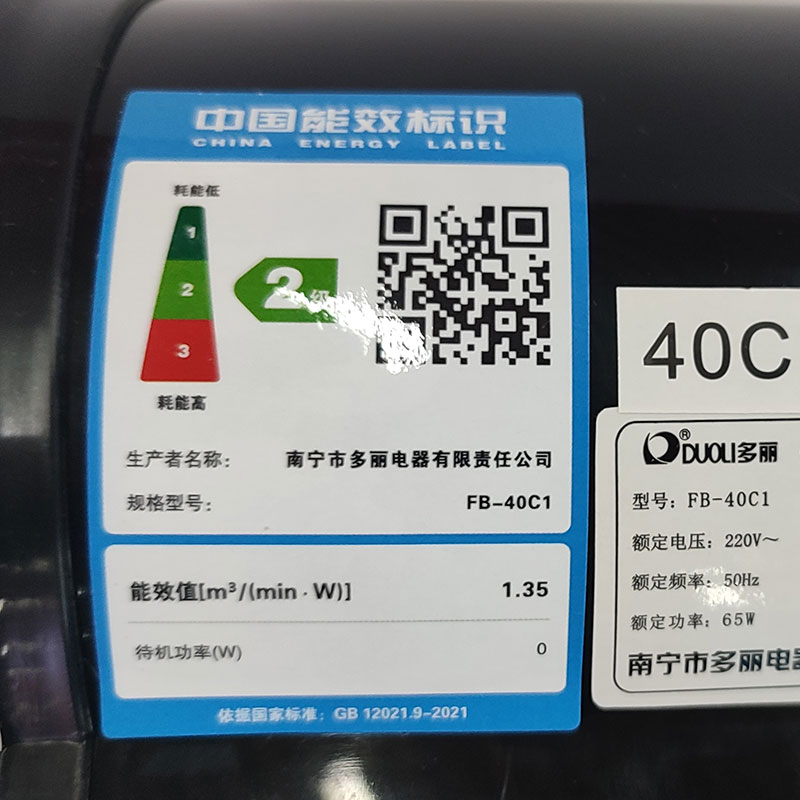 中国能效标识
CHINA ENERGY LABEL
耗能低
1
2
3
2级
耗能高
生产者名称: 南宁市多丽电器有限责任公司
规格型号: FB-40C1
能效值[m³/(min·W)] 1.35
待机功率(W) 0
依据国家标准: GB 12021.9-2021
40C
DUOLI多丽®
型号: FB-40C1
额定电压: 220V~
额定频率: 50Hz
额定功率: 65W
南宁市多丽电器